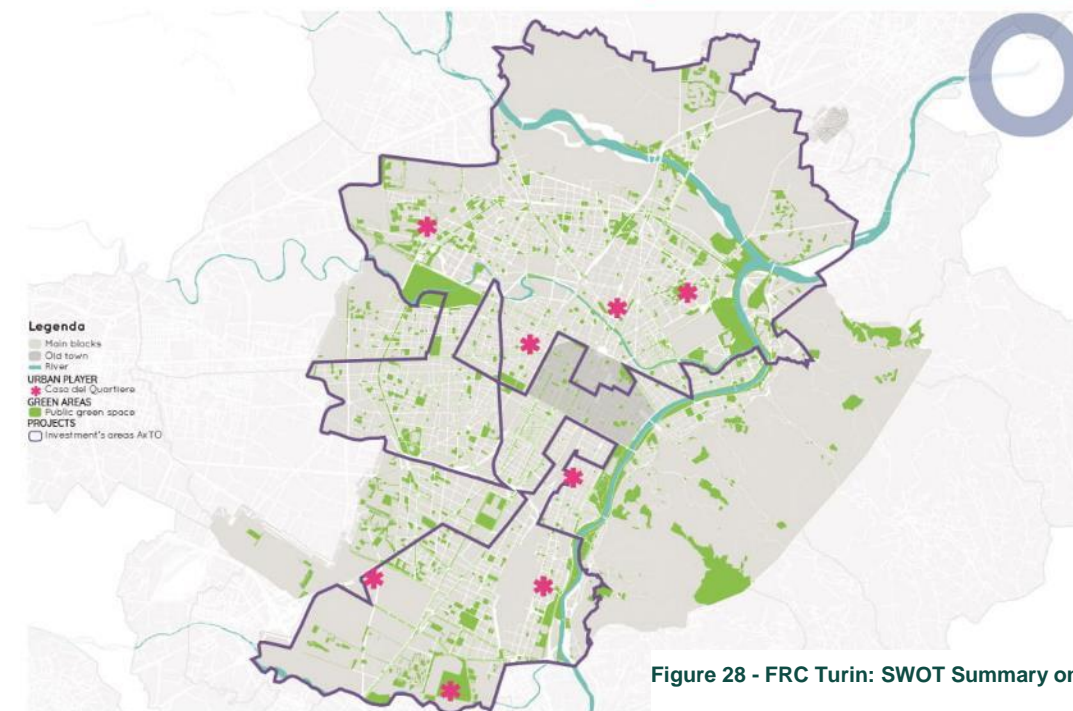 Legenda
Main blocks
Old town
River
URBAN PLAYER
Casa del Quartiere
GREEN AREAS
Public green space
PROJECTS
Investment's areas AxTO
O
Figure 28 - FRC Turin: SWOT Summary on